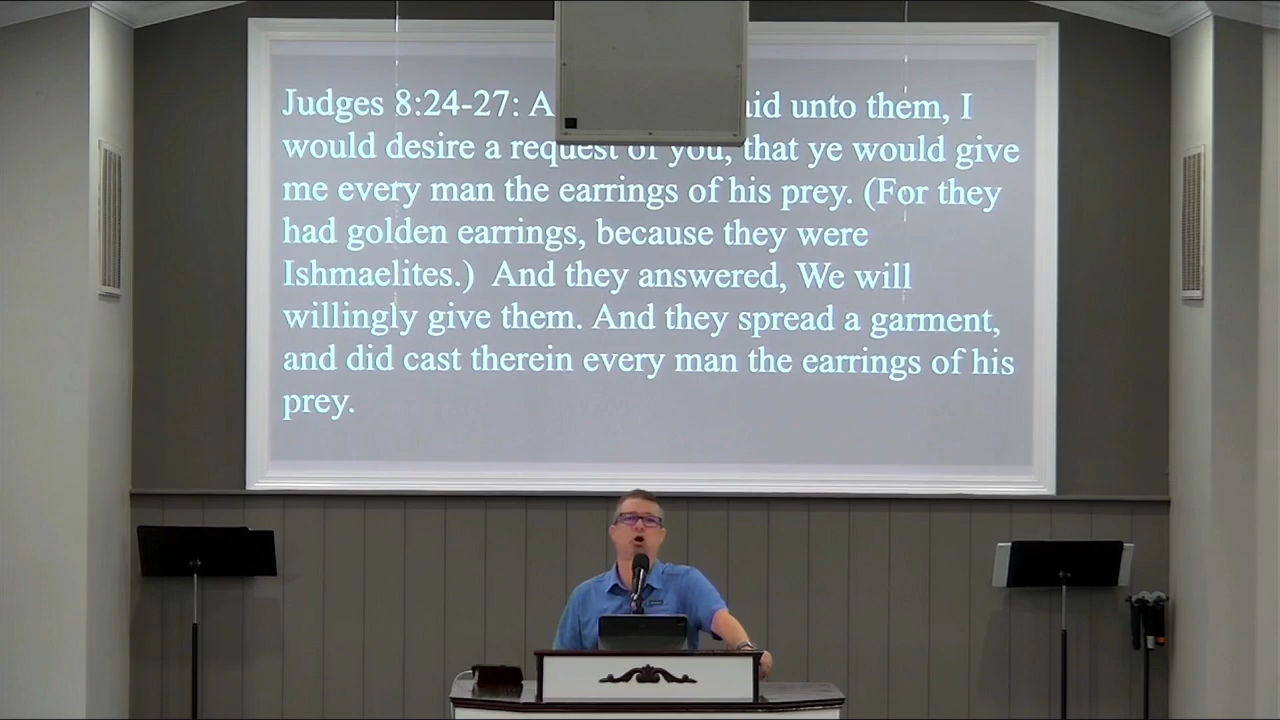 Judges 8:24-27: A aid unto them, I
would desire a request of you, that ye would give
me every man the earrings of his prey. (For they
had golden earrings, because they were
Ishmaelites.) And they answered, We will
willingly give them. And they spread a garment,
and did cast therein every man the earrings of his
prey.